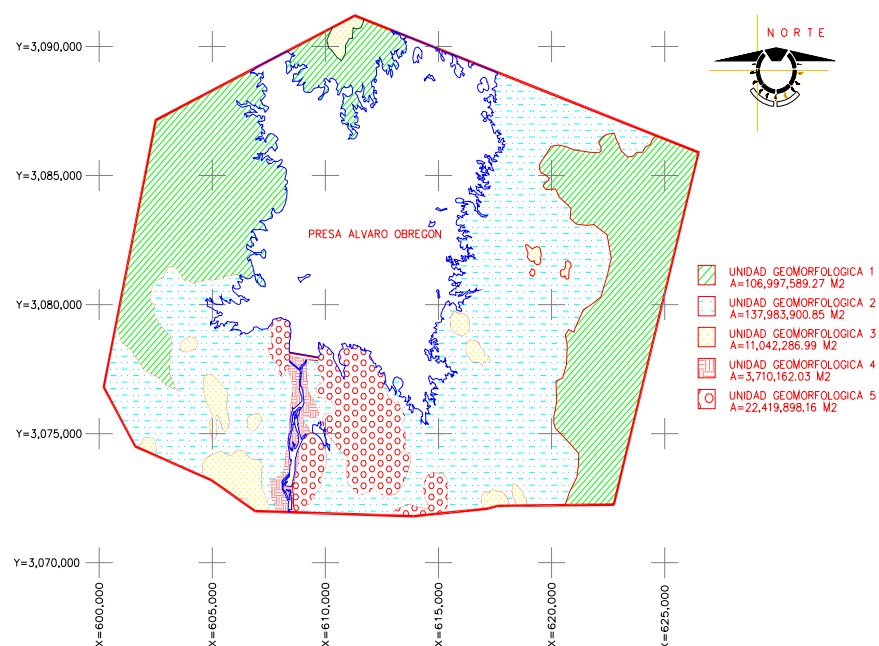 NORTE
Y=3,090,000
Y=3,085,000
PRESA ALVARO OBREGON
UNIDAD GEOMORFOLOGICA 1
A=106,997,589.27 M2
Y=3,080,000
UNIDAD GEOMORFOLOGICA 2
A=137,983,900.85 M2
UNIDAD GEOMORFOLOGICA 3
A=11,042,286.99 M2
UNIDAD GEOMORFOLOGICA 4
A=3,710,162.03 M2
UNIDAD GEOMORFOLOGICA 5
A=22,419,898.16 M2
Y=3,075,000
Y=3,070,000
X=600,000
X=605,000
X=610,000
X=615,000
X=620,000
X=625,000